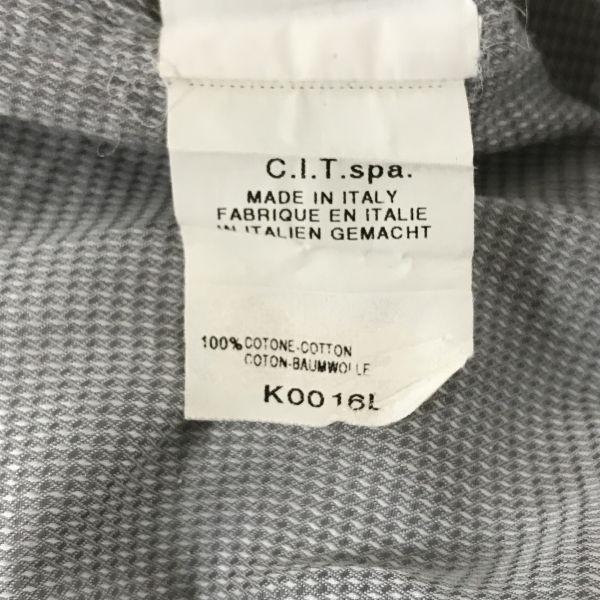 C.I.T.spa.
MADE IN ITALY
FABRIQUE EN ITALIE
IN ITALIEN GEMACHT
100% COTONE-COTTON
COTON-BAUMWOLLE
K0016L